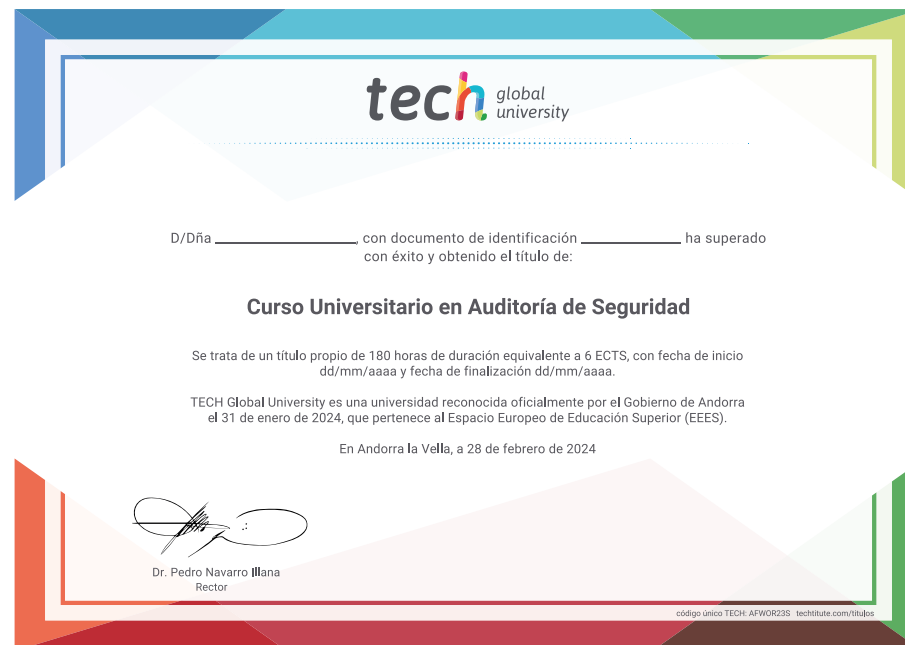 tech global university
D/Dña ____________________, con documento de identificación ______________ ha superado
con éxito y obtenido el título de:
Curso Universitario en Auditoría de Seguridad
Se trata de un título propio de 180 horas de duración equivalente a 6 ECTS, con fecha de inicio
dd/mm/aaaa y fecha de finalización dd/mm/aaaa.
TECH Global University es una universidad reconocida oficialmente por el Gobierno de Andorra
el 31 de enero de 2024, que pertenece al Espacio Europeo de Educación Superior (EEES).
En Andorra la Vella, a 28 de febrero de 2024
Dr. Pedro Navarro Illana
Rector
código único TECH: AFWOR23S techtitute.com/titulos